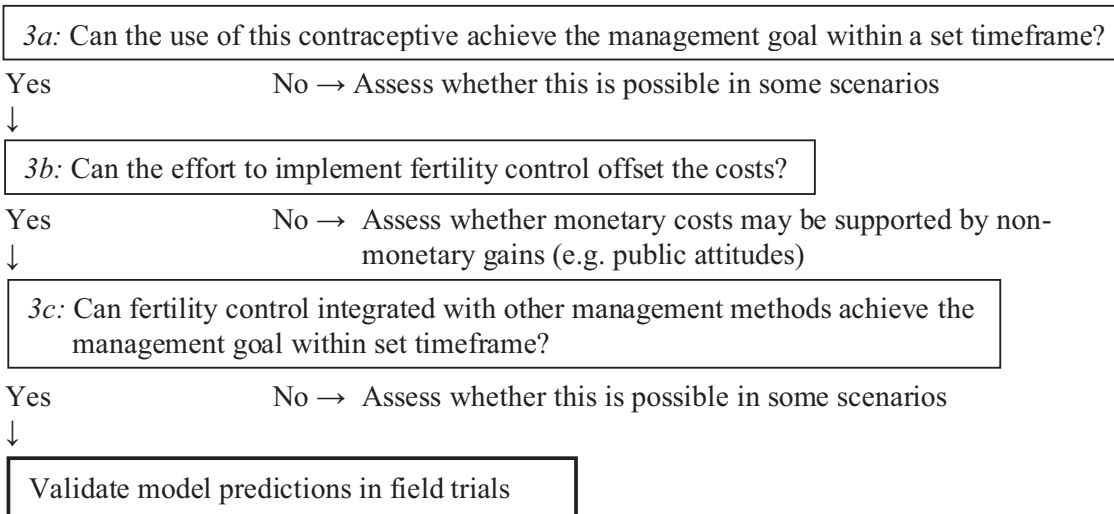 3a: Can the use of this contraceptive achieve the management goal within a set timeframe?
Yes No → Assess whether this is possible in some scenarios
↓
3b: Can the effort to implement fertility control offset the costs?
Yes No → Assess whether monetary costs may be supported by non-
↓ monetary gains (e.g. public attitudes)
3c: Can fertility control integrated with other management methods achieve the
management goal within set timeframe?
Yes No → Assess whether this is possible in some scenarios
↓
Validate model predictions in field trials